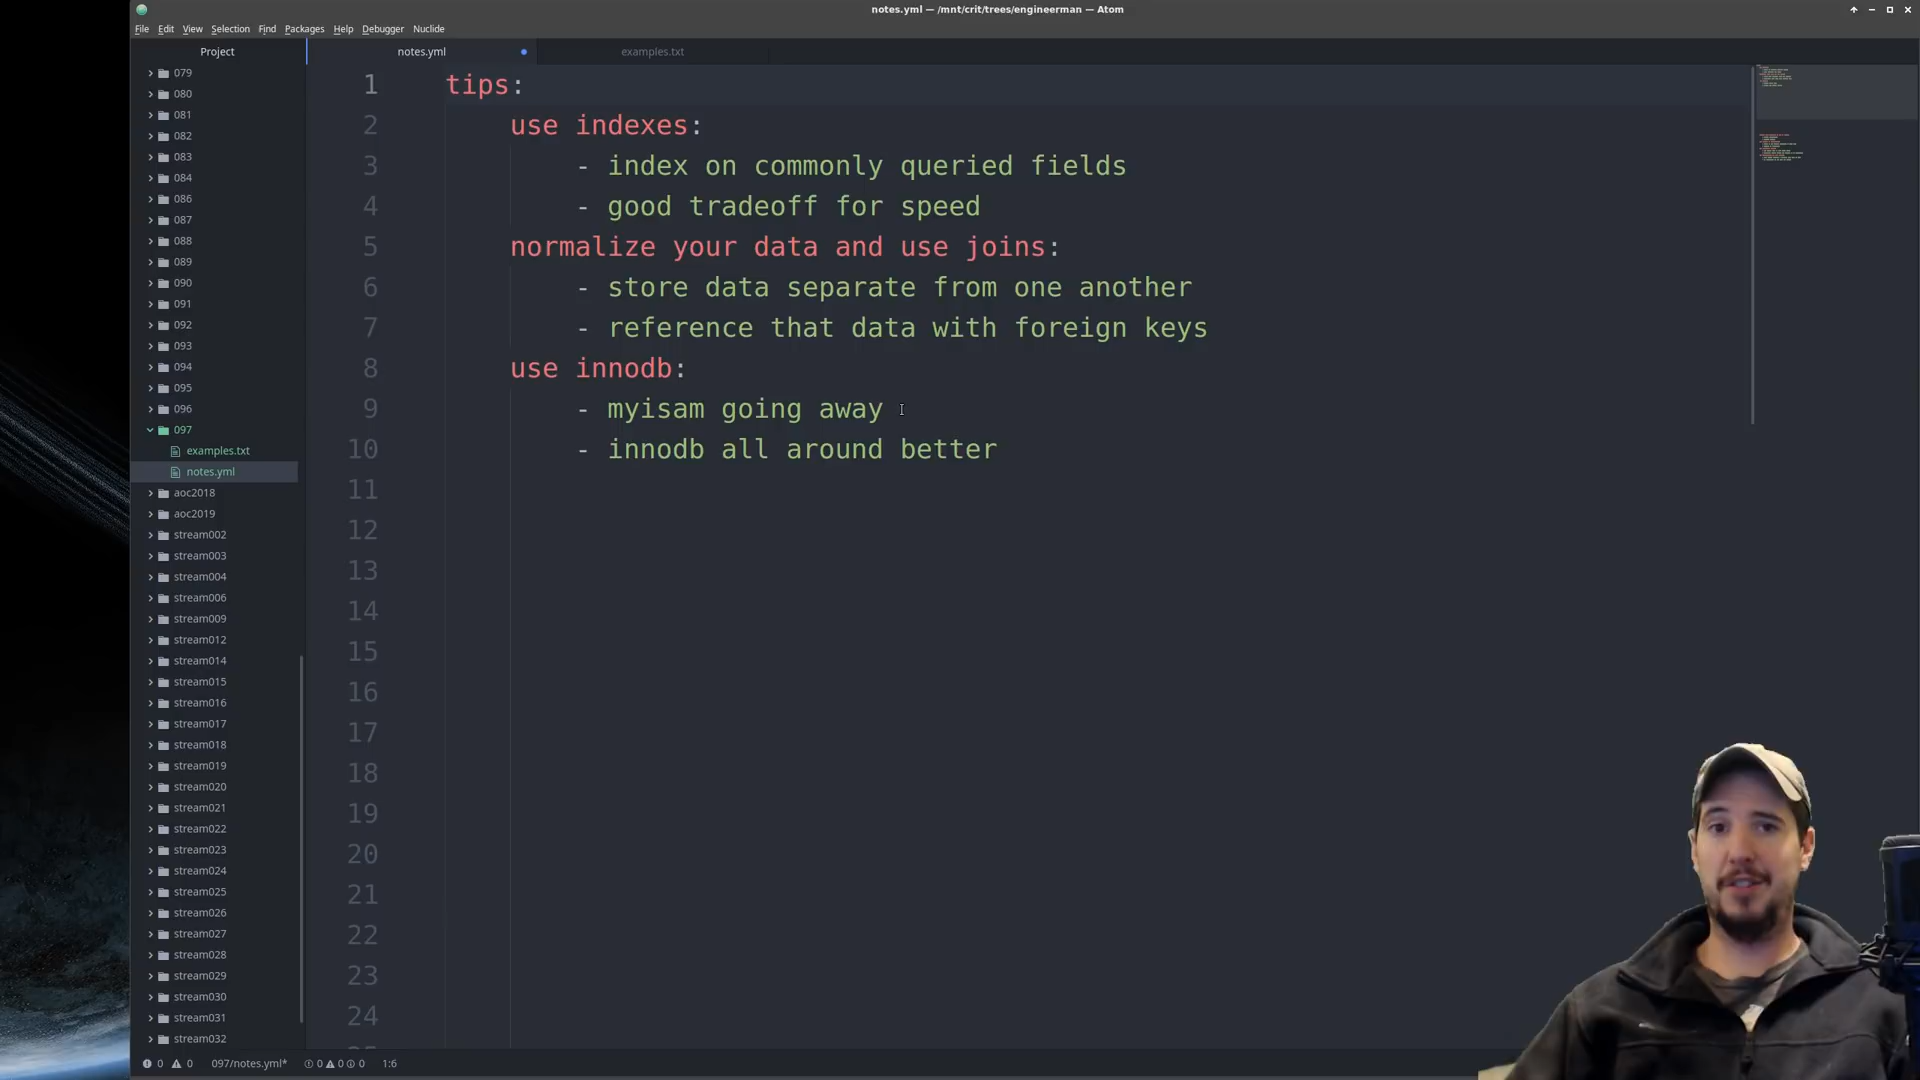 notes.yml — /mnt/crit/trees/engineerman — Atom
File Edit View Selection Find Packages Help Debugger Nuclide
Project
notes.yml
examples.txt
079
080
081
082
083
084
086
087
088
089
090
091
092
093
094
095
096
097
examples.txt
notes.yml
aoc2018
aoc2019
stream002
stream003
stream004
stream006
stream009
stream012
stream014
stream015
stream016
stream017
stream018
stream019
stream020
stream021
stream022
stream023
stream024
stream025
stream026
stream027
stream028
stream029
stream030
stream031
stream032
1 tips:
2 use indexes:
3 - index on commonly queried fields
4 - good tradeoff for speed
5 normalize your data and use joins:
6 - store data separate from one another
7 - reference that data with foreign keys
8 use innodb:
9 - myisam going away
10 - innodb all around better
11
12
13
14
15
16
17
18
19
20
21
22
23
24
0 0 097/notes.yml* 0 0 0 1:6